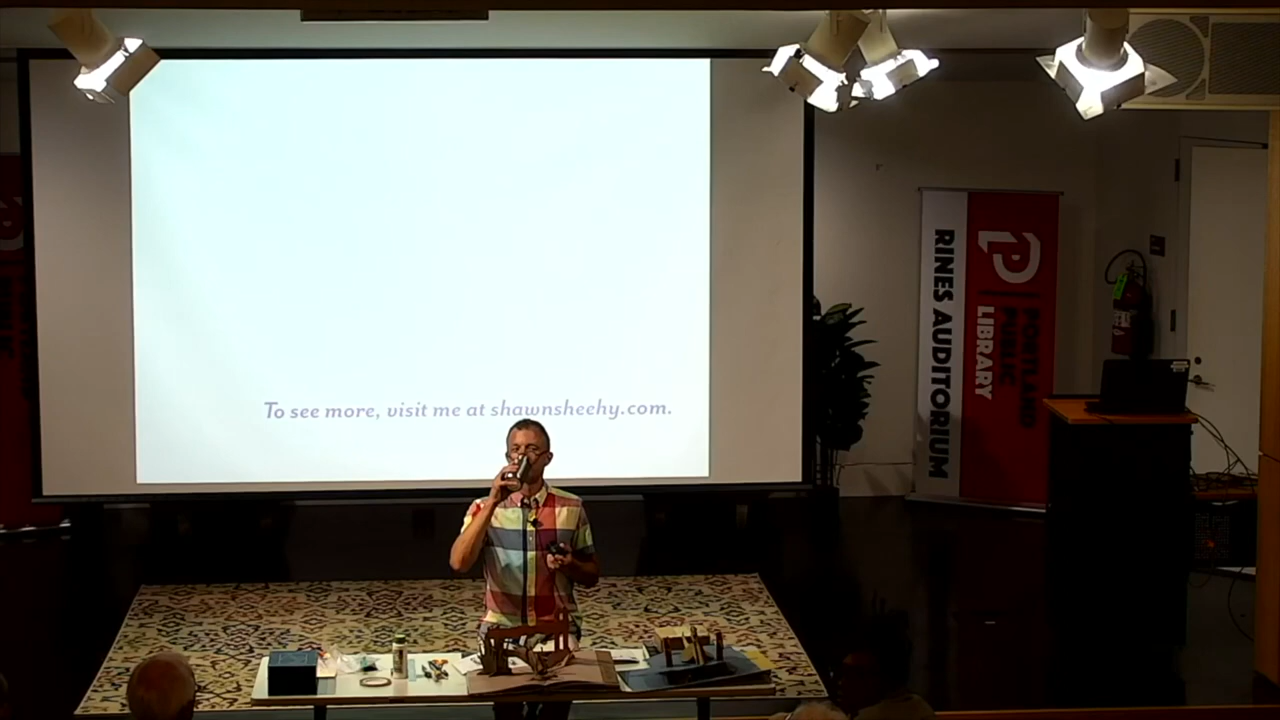 To see more, visit me at shawnsheehy.com.
RINES AUDITORIUM
PORTLAND
PUBLIC
LIBRARY